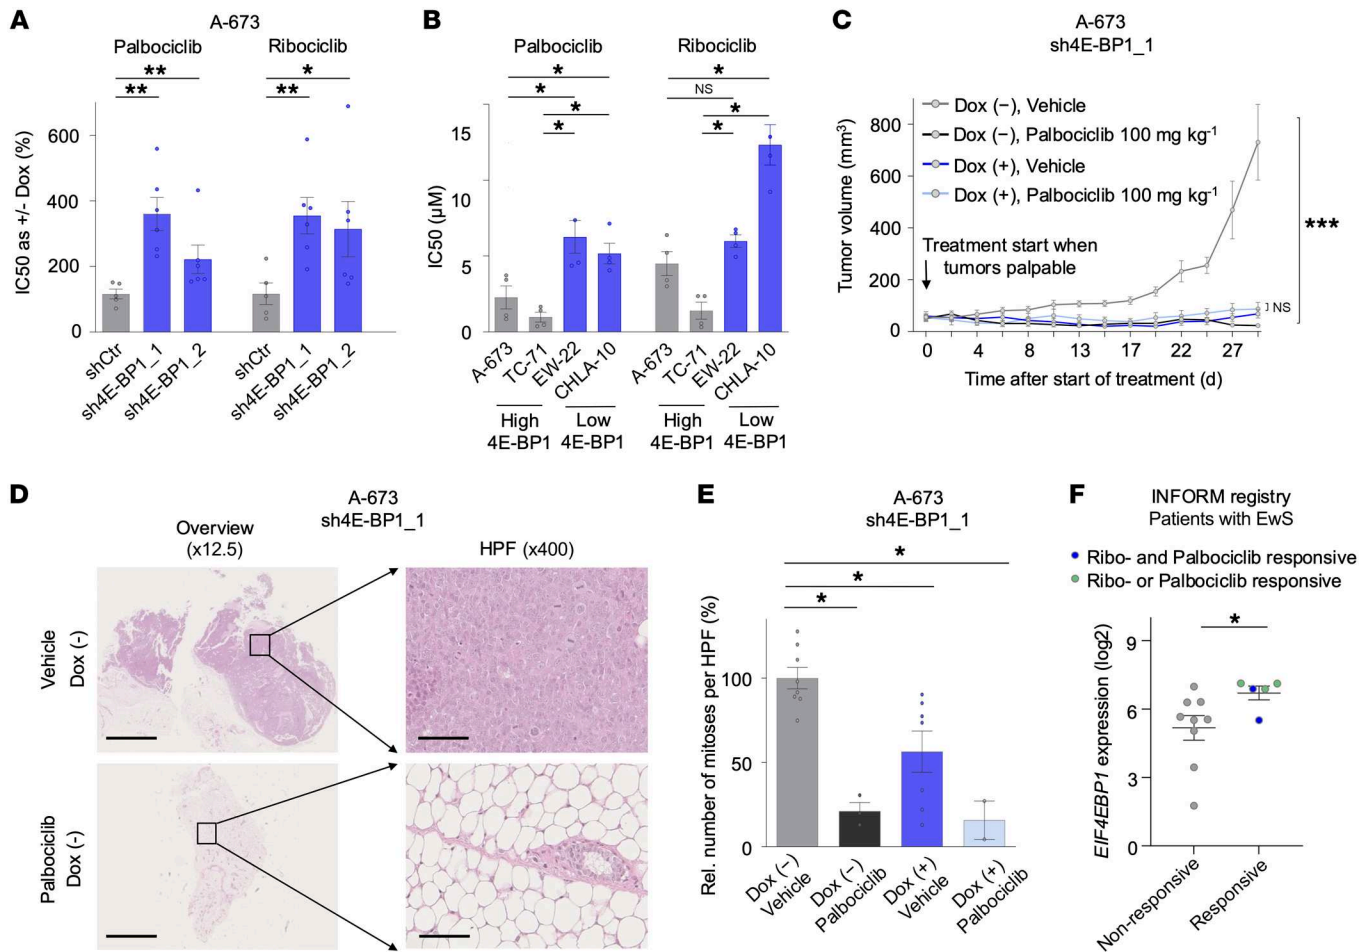 A
A-673
Palbociclib
Ribociclib
**
*
**
**
IC50 as +/- Dox (%)
600
400
200
0
shCtr
sh4E-BP1_1
sh4E-BP1_2
shCtr
sh4E-BP1_1
sh4E-BP1_2
B
Palbociclib
Ribociclib
*
*
*
NS
*
*
*
*
IC50 (μM)
15
10
5
0
A-673
TC-71
EW-22
CHLA-10
A-673
TC-71
EW-22
CHLA-10
High
4E-BP1
Low
4E-BP1
High
4E-BP1
Low
4E-BP1
C
A-673
sh4E-BP1_1
Dox (−), Vehicle
Dox (−), Palbociclib 100 mg kg-1
Dox (+), Vehicle
Dox (+), Palbociclib 100 mg kg-1
Treatment start when
tumors palpable
***
NS
Tumor volume (mm3)
800
600
400
200
0
0 4 8 13 17 22 27
Time after start of treatment (d)
D
A-673
sh4E-BP1_1
Overview
(x12.5)
HPF (x400)
Vehicle
Dox (-)
Palbociclib
Dox (-)
E
A-673
sh4E-BP1_1
*
*
*
Rel. number of mitoses per HPF (%)
100
50
0
Dox (−)
Vehicle
Dox (−)
Palbociclib
Dox (+)
Vehicle
Dox (+)
Palbociclib
F
INFORM registry
Patients with EwS
Ribo- and Palbociclib responsive
Ribo- or Palbociclib responsive
*
EIF4EBP1 expression (log2)
9
6
3
0
Non-responsive
Responsive